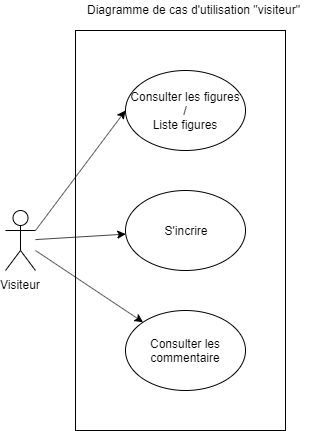 Diagramme de cas d'utilisation "visiteur"
Consulter les figures
/
Liste figures
S'incrire
Visiteur
Consulter les
commentaire